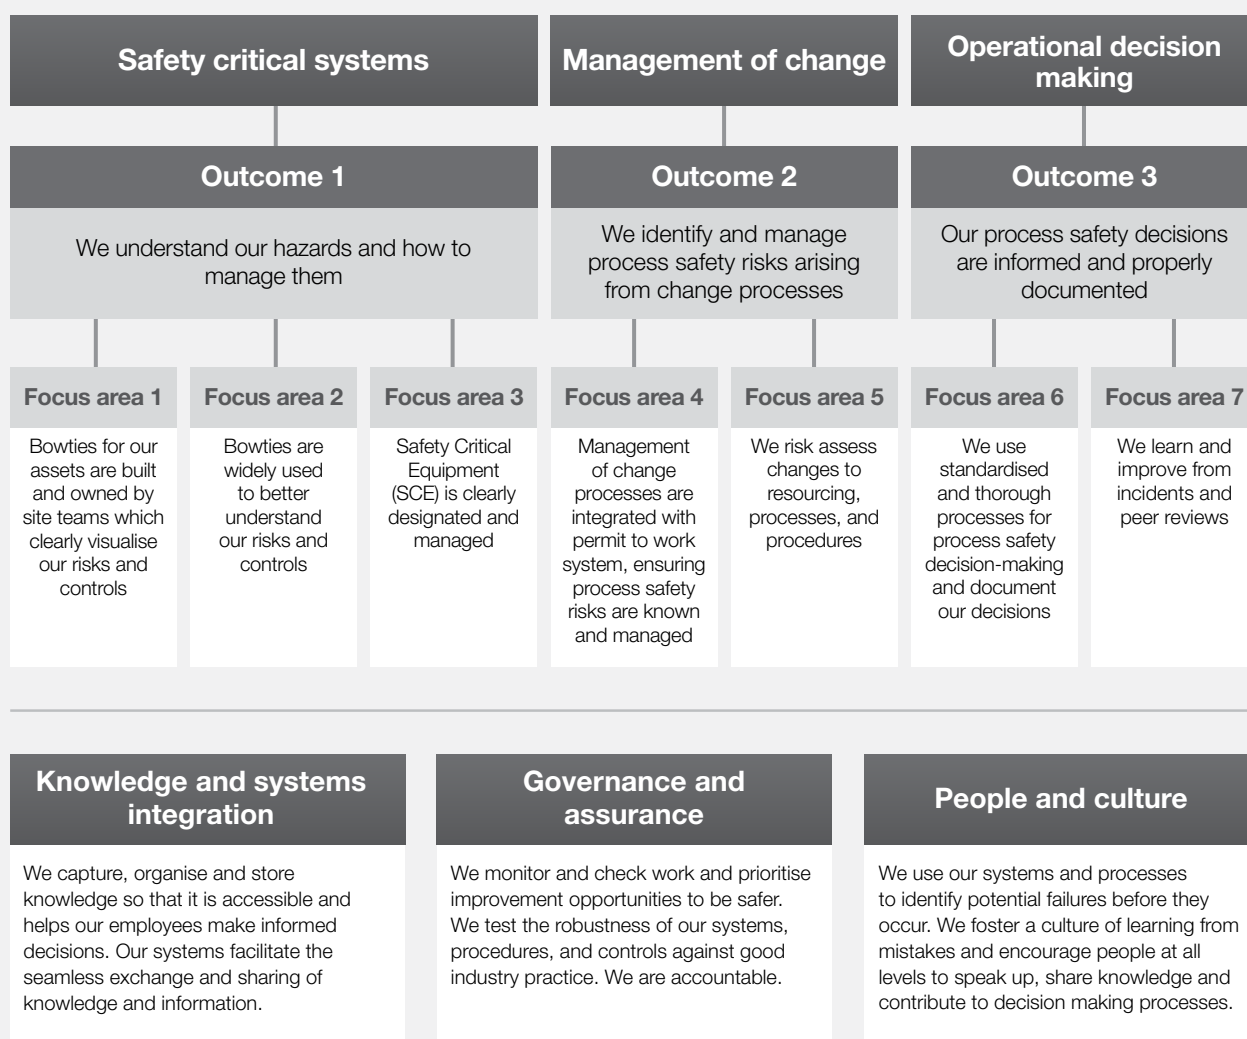 Safety critical systems
Management of change
Operational decision
making
Outcome 1
We understand our hazards and how to
manage them
Outcome 2
We identify and manage
process safety risks arising
from change processes
Outcome 3
Our process safety decisions
are informed and properly
documented
Focus area 1
Bowties for our
assets are built
and owned by
site teams which
clearly visualise
our risks and
controls
Focus area 2
Bowties are
widely used
to better
understand
our risks and
controls
Focus area 3
Safety Critical
Equipment
(SCE) is clearly
designated and
managed
Focus area 4
Management
of change
processes are
integrated with
permit to work
system, ensuring
process safety
risks are known
and managed
Focus area 5
We risk assess
changes to
resourcing,
processes, and
procedures
Focus area 6
We use
standardised
and thorough
processes for
process safety
decision-making
and document
our decisions
Focus area 7
We learn and
improve from
incidents and
peer reviews
Knowledge and systems
integration
We capture, organise and store
knowledge so that it is accessible and
helps our employees make informed
decisions. Our systems facilitate the
seamless exchange and sharing of
knowledge and information.
Governance and
assurance
We monitor and check work and prioritise
improvement opportunities to be safer.
We test the robustness of our systems,
procedures, and controls against good
industry practice. We are accountable.
People and culture
We use our systems and processes
to identify potential failures before they
occur. We foster a culture of learning from
mistakes and encourage people at all
levels to speak up, share knowledge and
contribute to decision making processes.